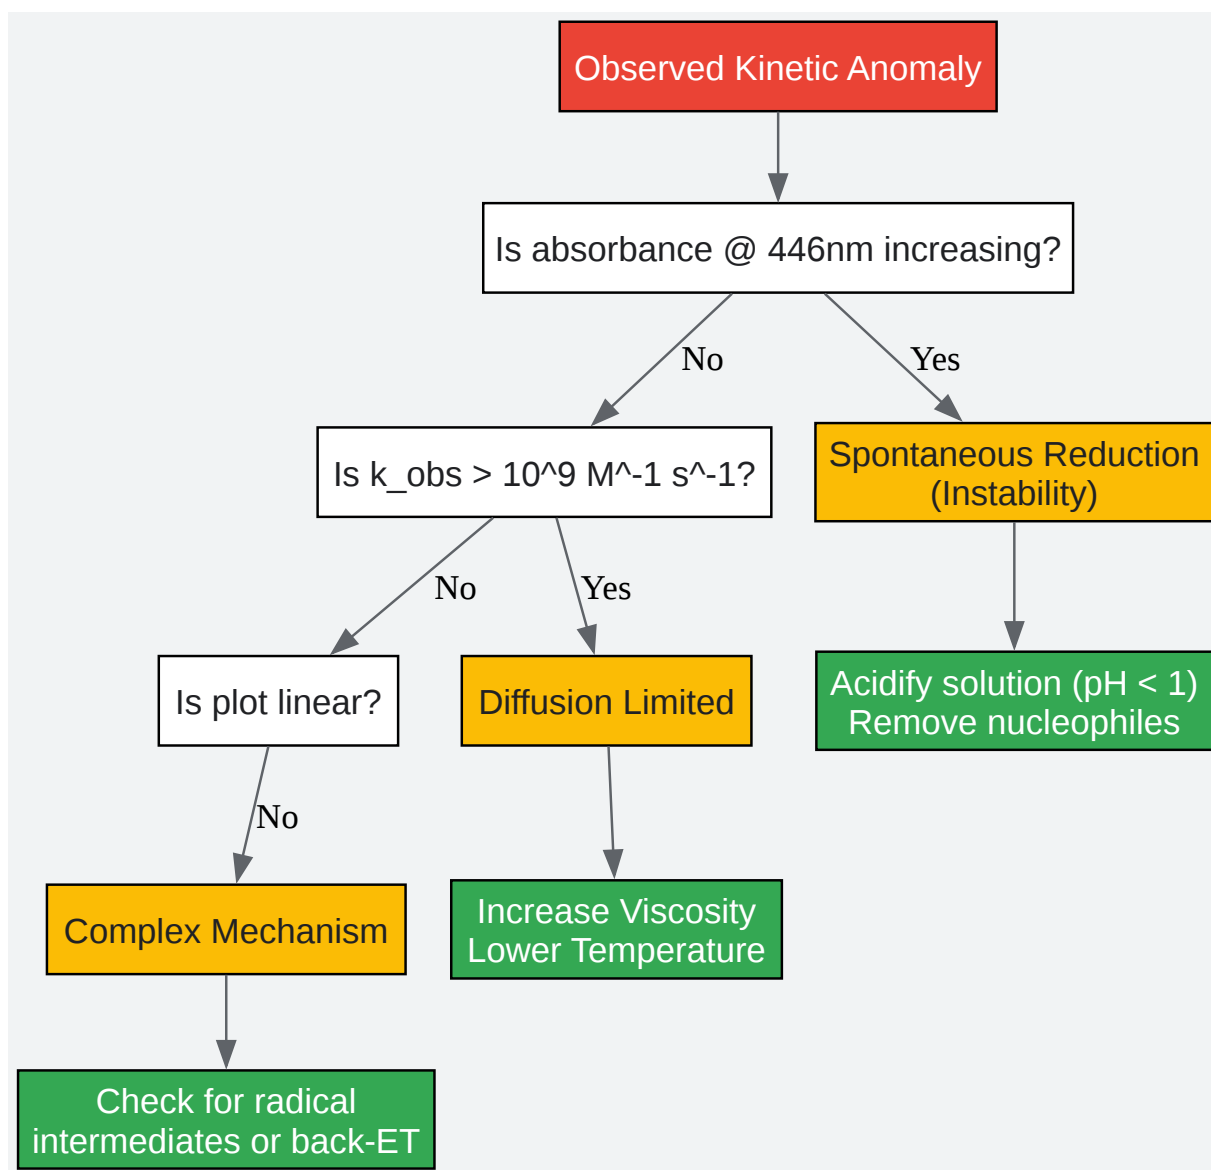 Observed Kinetic Anomaly
Is absorbance @ 446nm increasing?
No
Yes
Is k_obs > 10^9 M^-1 s^-1?
Spontaneous Reduction
(Instability)
No
Yes
Is plot linear?
Diffusion Limited
Acidify solution (pH < 1)
Remove nucleophiles
No
Complex Mechanism
Increase Viscosity
Lower Temperature
Check for radical
intermediates or back-ET